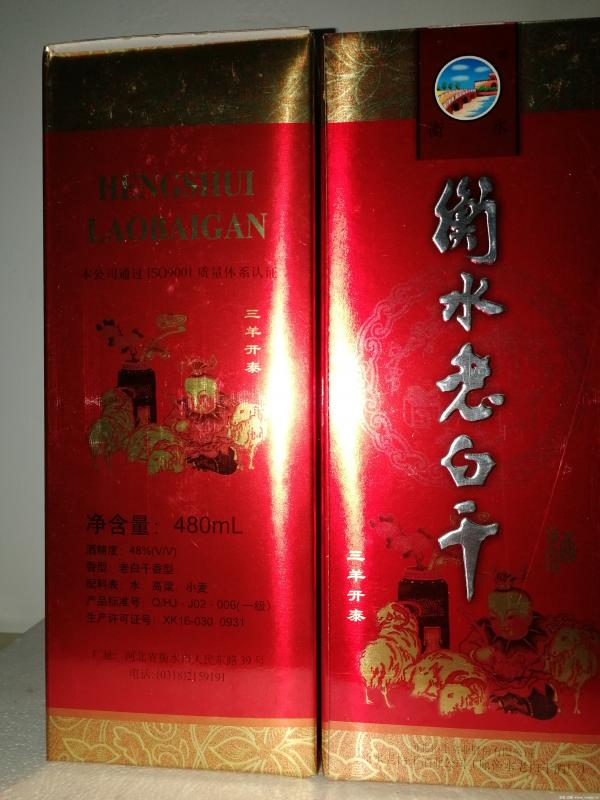 HENGSHUI
LAOBAIGAN
本公司通过ISO9001质量体系认证
三羊开泰
净含量: 480mL
酒精度: 48%(V/V)
香型: 老白干香型
配料表: 水、高粱、小麦
产品标准号: Q/HJ·J02-006(一级)
生产许可证号: XK16-030 0931
厂址: 河北省衡水市人民东路39号
电话:(0318)2159191
衡水
衡水老白干
三羊开泰